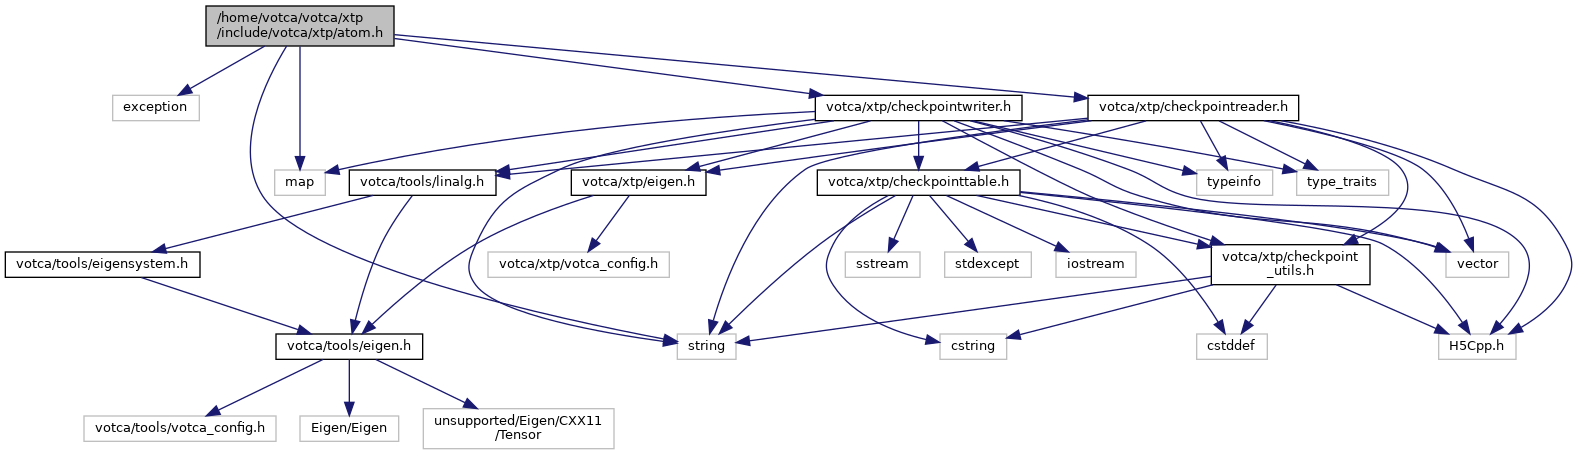 /home/votca/votca/xtp
/include/votca/xtp/atom.h
exception
votca/xtp/checkpointwriter.h
votca/xtp/checkpointreader.h
map
votca/tools/linalg.h
votca/xtp/eigen.h
votca/xtp/checkpointtable.h
typeinfo
type_traits
votca/tools/eigensystem.h
votca/xtp/votca_config.h
sstream
stdexcept
iostream
votca/xtp/checkpoint
_utils.h
vector
votca/tools/eigen.h
string
cstring
cstddef
H5Cpp.h
votca/tools/votca_config.h
Eigen/Eigen
unsupported/Eigen/CXX11
/Tensor